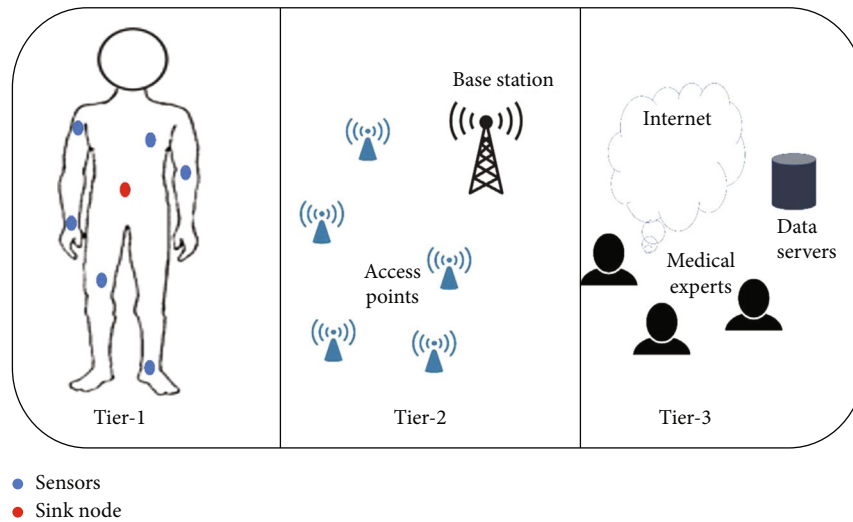 Base station
Access
points
Internet
Data
servers
Medical
experts
Tier-1
Tier-2
Tier-3
Sensors
Sink node